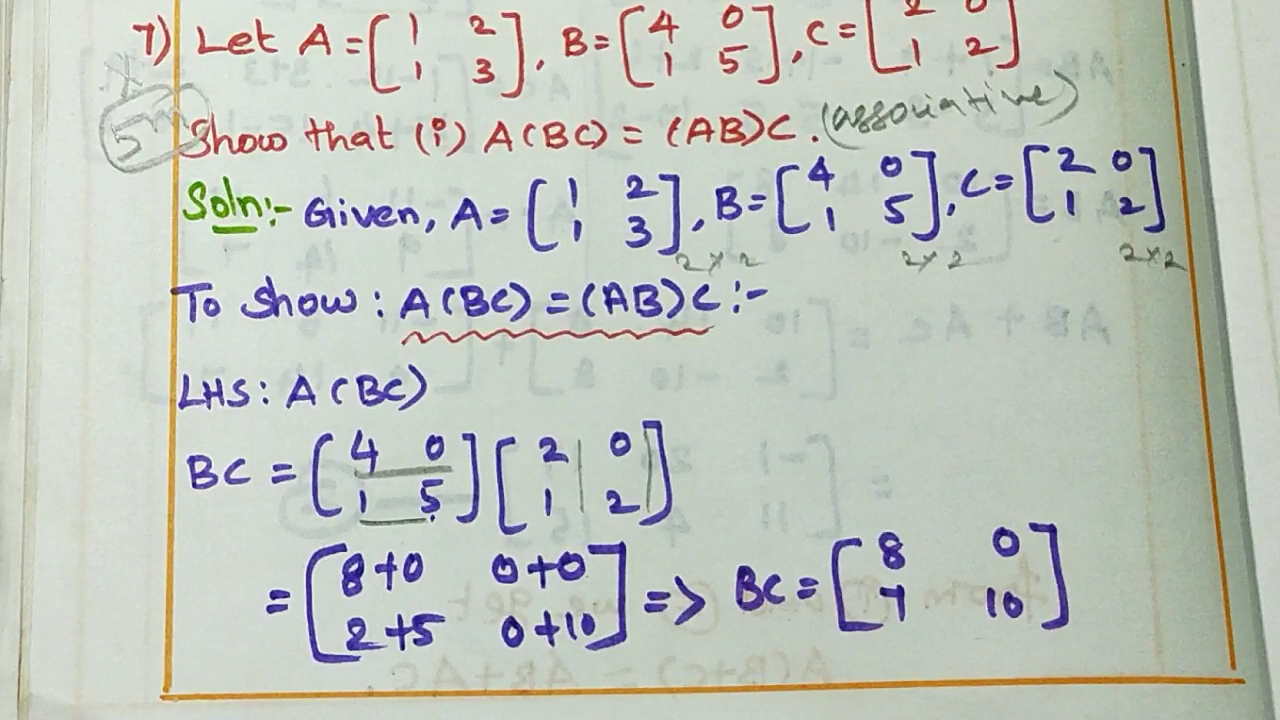 7) Let A = [1 2 1 3], B = [4 0 1 5], C = [2 0 1 2]
5m Show that (i) A(BC) = (AB)C. (associative)
Soln:- Given, A = [1 2 1 3], B = [4 0 1 5], C = [2 0 1 2]
2×2 2×2 2×2
To show : A(BC) = (AB)C :-
LHS : A(BC)
BC = [4 0 1 5] [2 0 1 2]
= [8+0 0+0 2+5 0+10] => BC = [8 0 7 10]